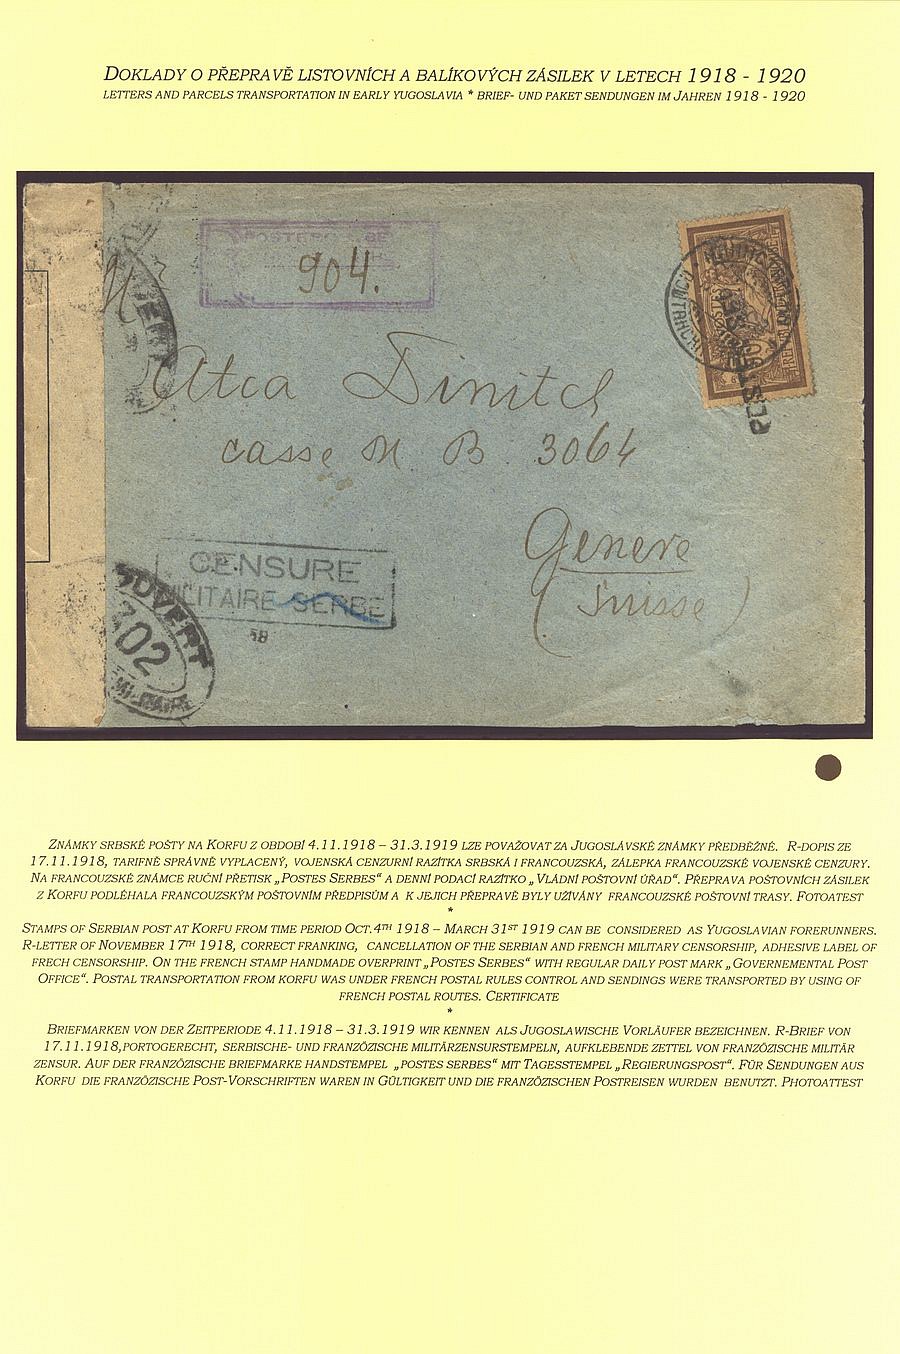 DOKLADY O PŘEPRAVĚ LISTOVNÍCH A BALÍKOVÝCH ZÁSILEK V LETECH 1918 - 1920
LETTERS AND PARCELS TRANSPORTATION IN EARLY YUGOSLAVIA * BRIEF- UND PAKET SENDUNGEN IM JAHREN 1918 - 1920
904.
Atca Dinitch
casse N B 3064
Geneve
(Suisse)
CENSURE
MILITAIRE SERBE
58
OUVERT
302
MILITAIRE
ZNÁMKY SRBSKÉ POŠTY NA KORFU Z OBDOBÍ 4.11.1918 – 31.3.1919 LZE POVAŽOVAT ZA JUGOSLÁVSKÉ ZNÁMKY PŘEDBĚŽNÉ. R-DOPIS ZE
17.11.1918, TARIFNĚ SPRÁVNĚ VYPLACENÝ, VOJENSKÁ CENZURNÍ RAZÍTKA SRBSKÁ I FRANCOUZSKÁ, ZÁLEPKA FRANCOUZSKÉ VOJENSKÉ CENZURY.
NA FRANCOUZSKÉ ZNÁMCE RUČNÍ PŘETISK „POSTES SERBES“ A DENNÍ PODACÍ RAZÍTKO „VLÁDNÍ POŠTOVNÍ ÚŘAD“. PŘEPRAVA POŠTOVNÍCH ZÁSILEK
Z KORFU PODLÉHALA FRANCOUZSKÝM POŠTOVNÍM PŘEDPISŮM A K JEJICH PŘEPRAVĚ BYLY UŽÍVÁNY FRANCOUZSKÉ POŠTOVNÍ TRASY. FOTOATEST
*
STAMPS OF SERBIAN POST AT KORFU FROM TIME PERIOD OCT.4TH 1918 – MARCH 31ST 1919 CAN BE CONSIDERED AS YUGOSLAVIAN FORERUNNERS.
R-LETTER OF NOVEMBER 17TH 1918, CORRECT FRANKING, CANCELLATION OF THE SERBIAN AND FRENCH MILITARY CENSORSHIP, ADHESIVE LABEL OF
FRECH CENSORSHIP. ON THE FRENCH STAMP HANDMADE OVERPRINT „POSTES SERBES“ WITH REGULAR DAILY POST MARK „GOVERNEMENTAL POST
OFFICE“. POSTAL TRANSPORTATION FROM KORFU WAS UNDER FRENCH POSTAL RULES CONTROL AND SENDINGS WERE TRANSPORTED BY USING OF
FRENCH POSTAL ROUTES. CERTIFICATE
*
BRIEFMARKEN VON DER ZEITPERIODE 4.11.1918 – 31.3.1919 WIR KENNEN ALS JUGOSLAWISCHE VORLÄUFER BEZEICHNEN. R-BRIEF VON
17.11.1918,PORTOGERECHT, SERBISCHE- UND FRANZÖZISCHE MILITÄRZENSURSTEMPELN, AUFKLEBENDE ZETTEL VON FRANZÖZISCHE MILITÄR
ZENSUR. AUF DER FRANZÖZISCHE BRIEFMARKE HANDSTEMPEL „POSTES SERBES“ MIT TAGESSTEMPEL „REGIERUNGSPOST“. FÜR SENDUNGEN AUS
KORFU DIE FRANZÖZISCHE POST-VORSCHRIFTEN WAREN IN GÜLTIGKEIT UND DIE FRANZÖZISCHEN POSTREISEN WURDEN BENUTZT. PHOTOATTEST